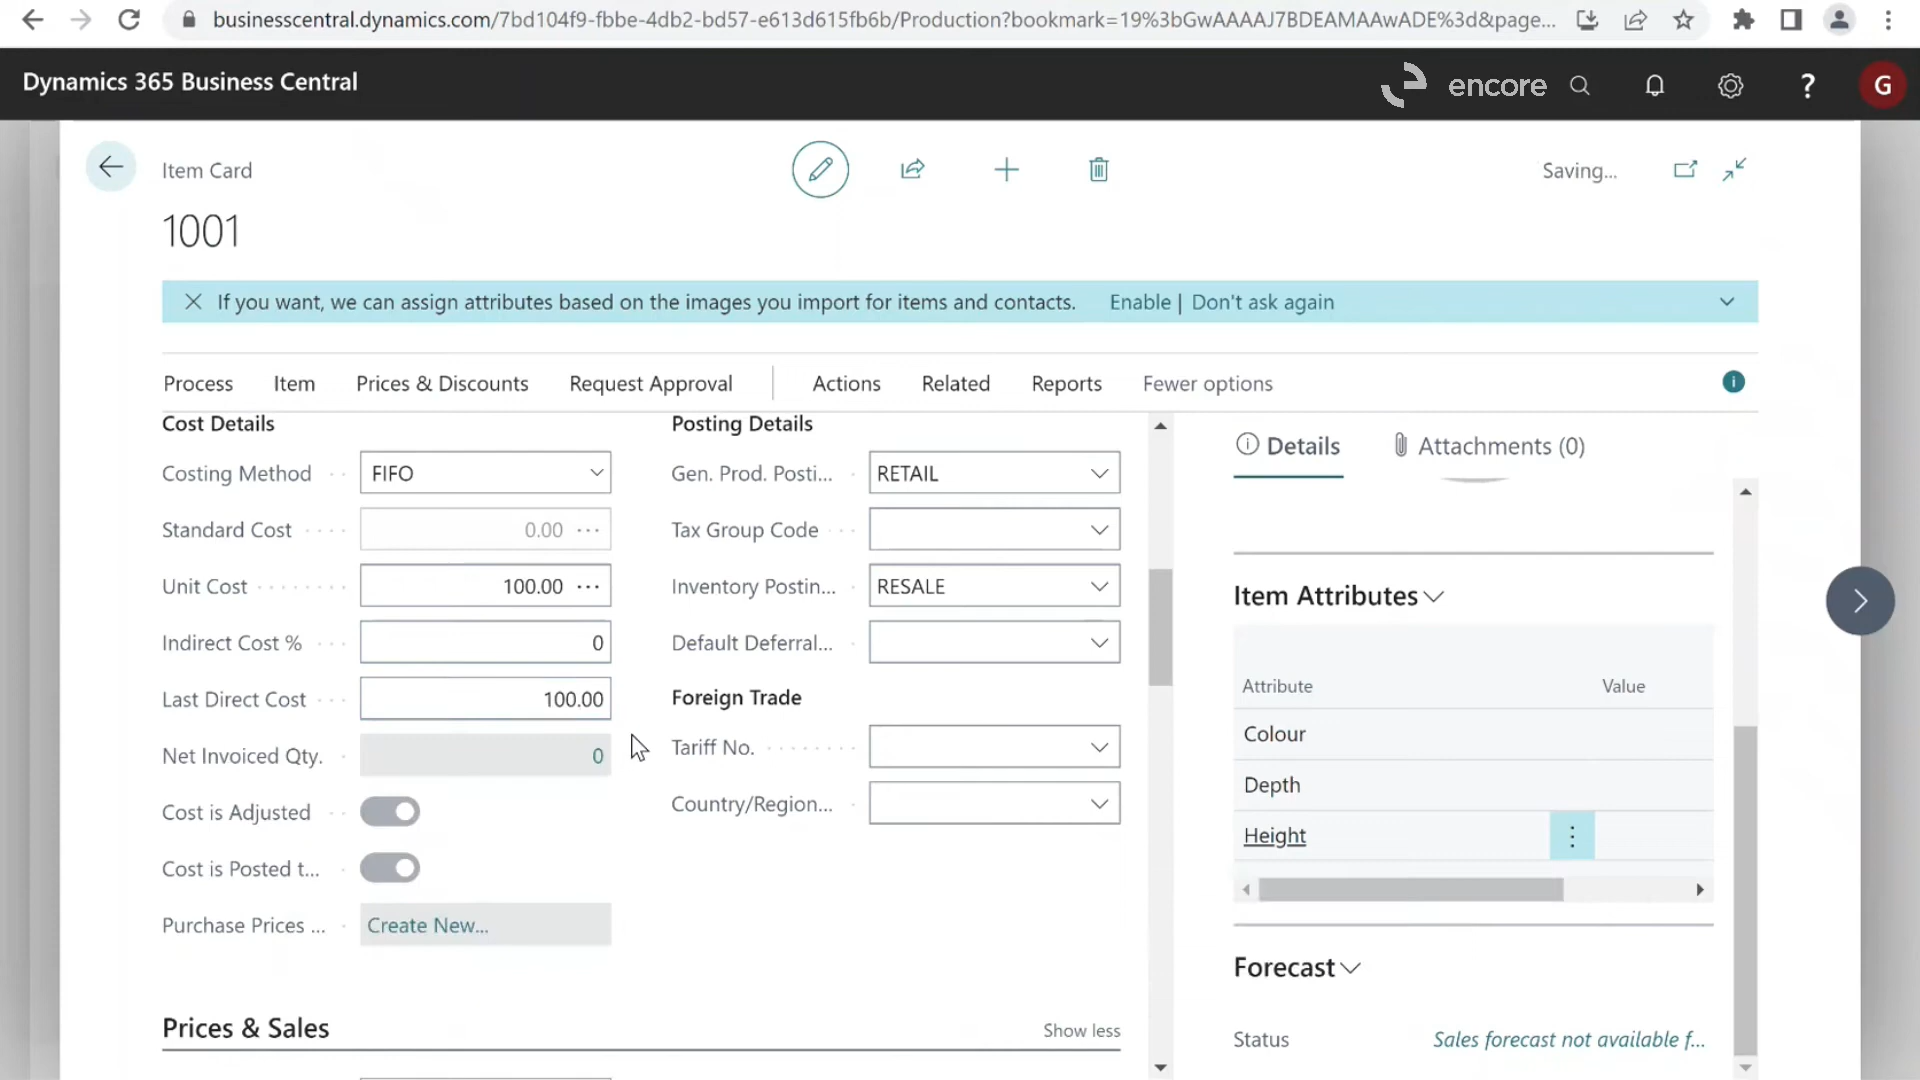 businesscentral.dynamics.com/7bd104f9-fbbe-4db2-bd57-e613d615fb6b/Production?bookmark=19%3bGwAAAAJ7BDEAMAAwADE%3d&page...
Dynamics 365 Business Central
encore
?
G
Item Card
Saving...
1001
If you want, we can assign attributes based on the images you import for items and contacts. Enable | Don't ask again
Process Item Prices & Discounts Request Approval Actions Related Reports Fewer options
Cost Details
Costing Method FIFO
Standard Cost 0.00 ...
Unit Cost 100.00 ...
Indirect Cost % 0
Last Direct Cost 100.00
Net Invoiced Qty. 0
Cost is Adjusted
Cost is Posted t...
Purchase Prices ... Create New...
Posting Details
Gen. Prod. Posti... RETAIL
Tax Group Code
Inventory Postin... RESALE
Default Deferral...
Foreign Trade
Tariff No.
Country/Region...
Prices & Sales
Show less
Details
Attachments (0)
Item Attributes
Attribute Value
Colour
Depth
Height
Forecast
Status Sales forecast not available f...